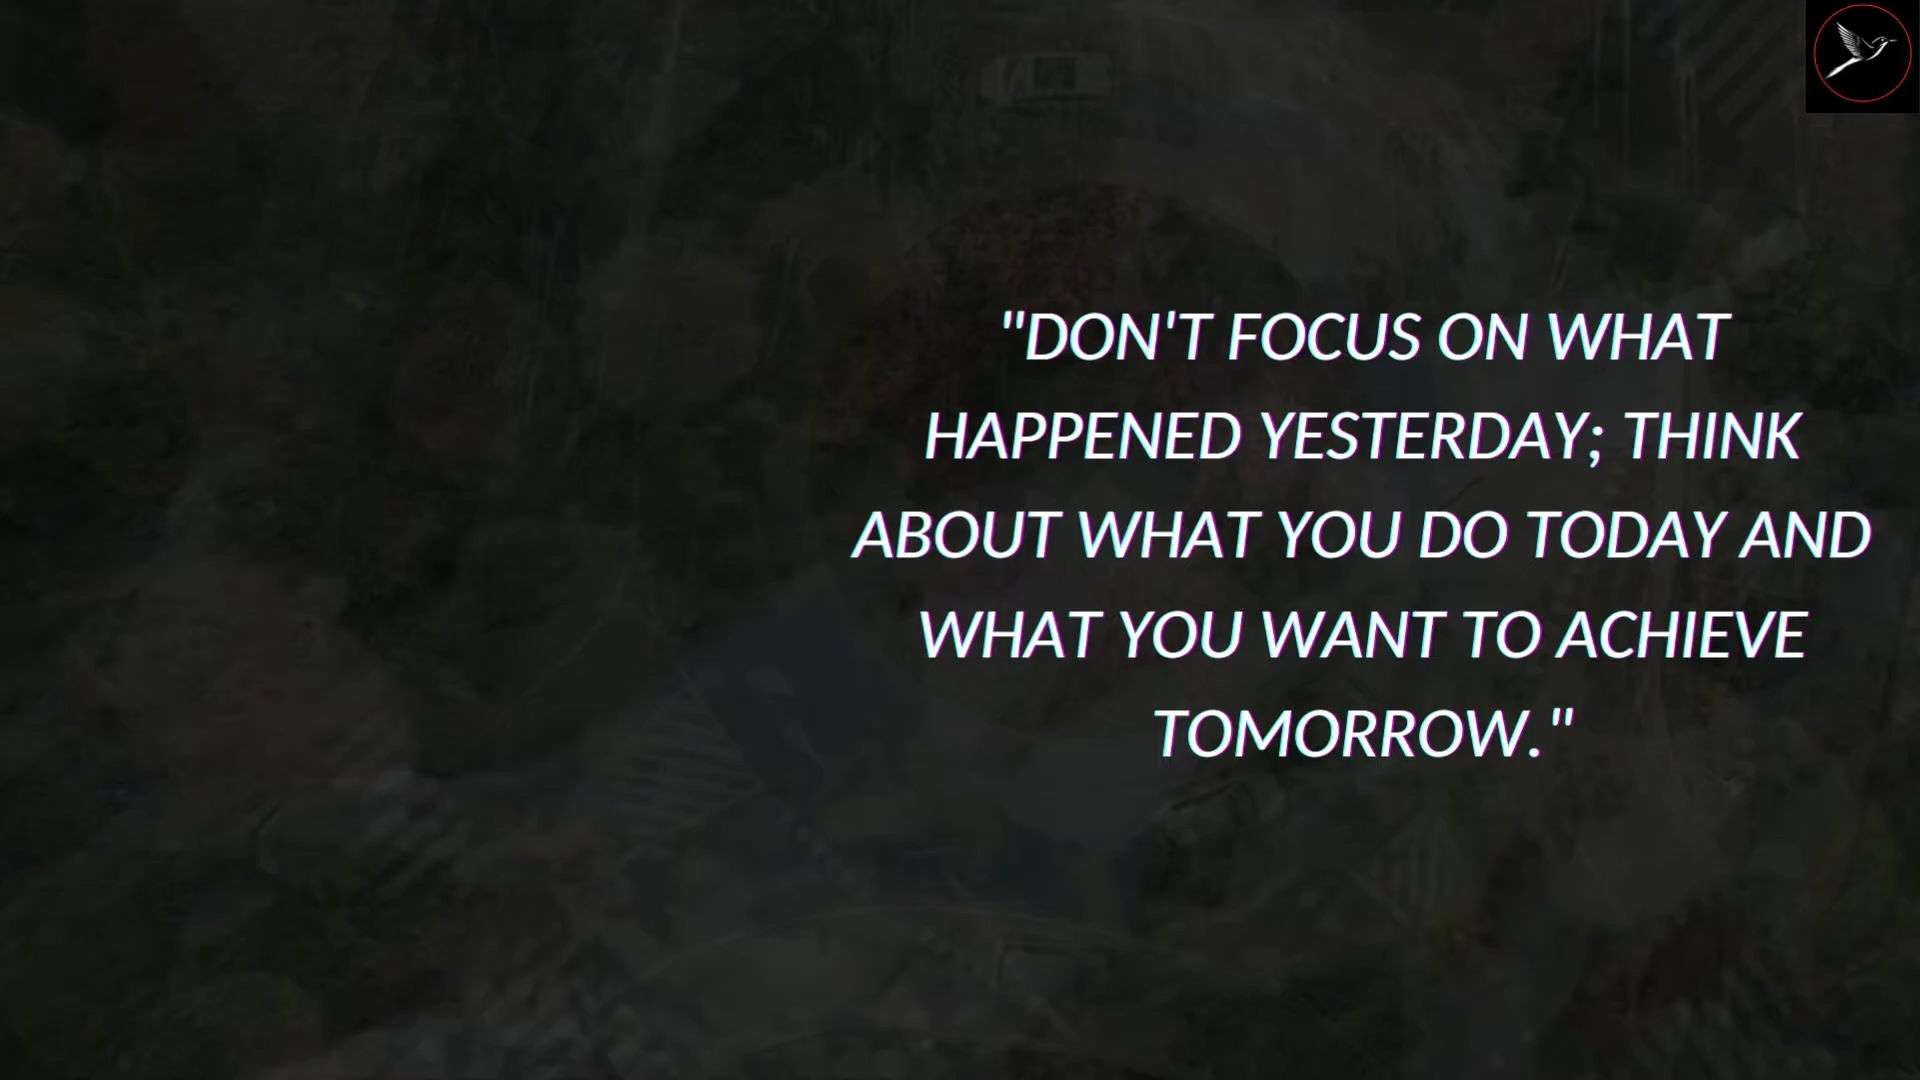 "DON'T FOCUS ON WHAT
HAPPENED YESTERDAY; THINK
ABOUT WHAT YOU DO TODAY AND
WHAT YOU WANT TO ACHIEVE
TOMORROW."